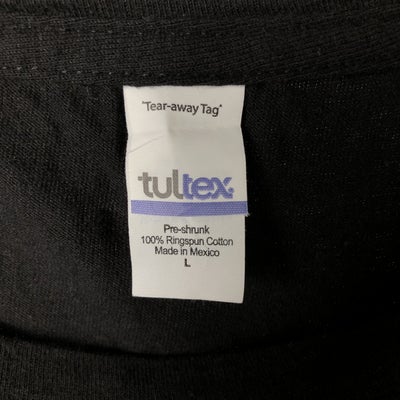 "Tear-away Tag"
tultex®
Pre-shrunk
100% Ringspun Cotton
Made in Mexico
L